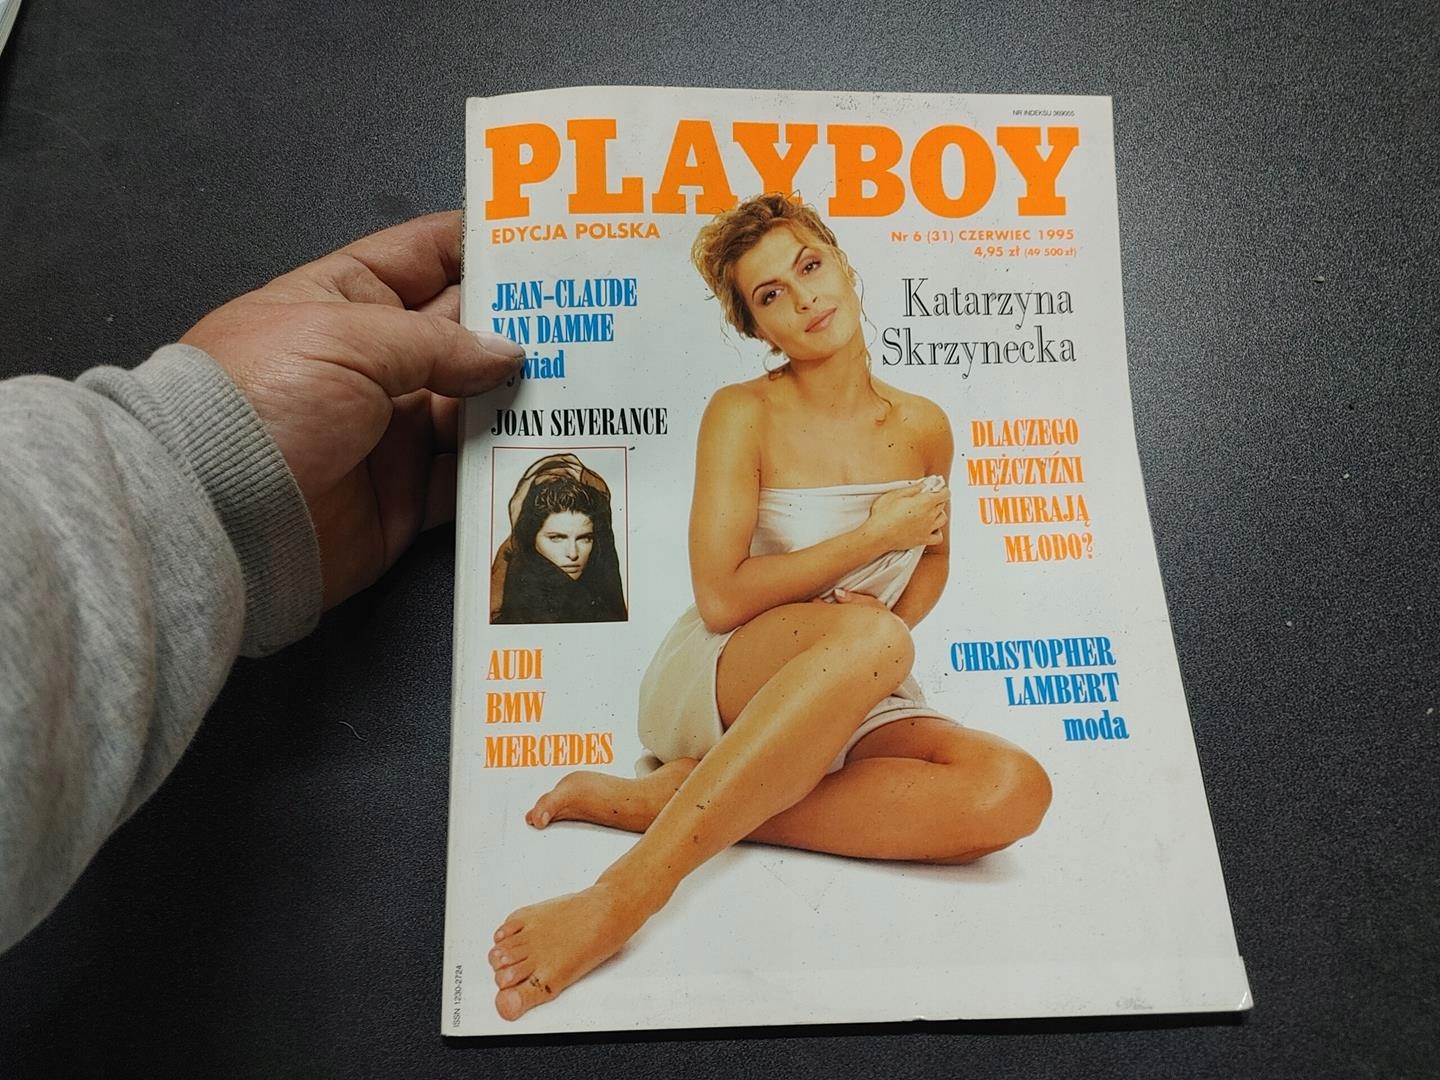 NR INDEKSU 369055
PLAYBOY
EDYCJA POLSKA
Nr 6 (31) CZERWIEC 1995
4,95 zł (49 500 zł)
JEAN-CLAUDE
VAN DAMME
wiad
Katarzyna
Skrzynecka
JOAN SEVERANCE
DLACZEGO
MĘŻCZYŹNI
UMIERAJĄ
MŁODO?
AUDI
BMW
MERCEDES
CHRISTOPHER
LAMBERT
moda
ISSN 1230-2724